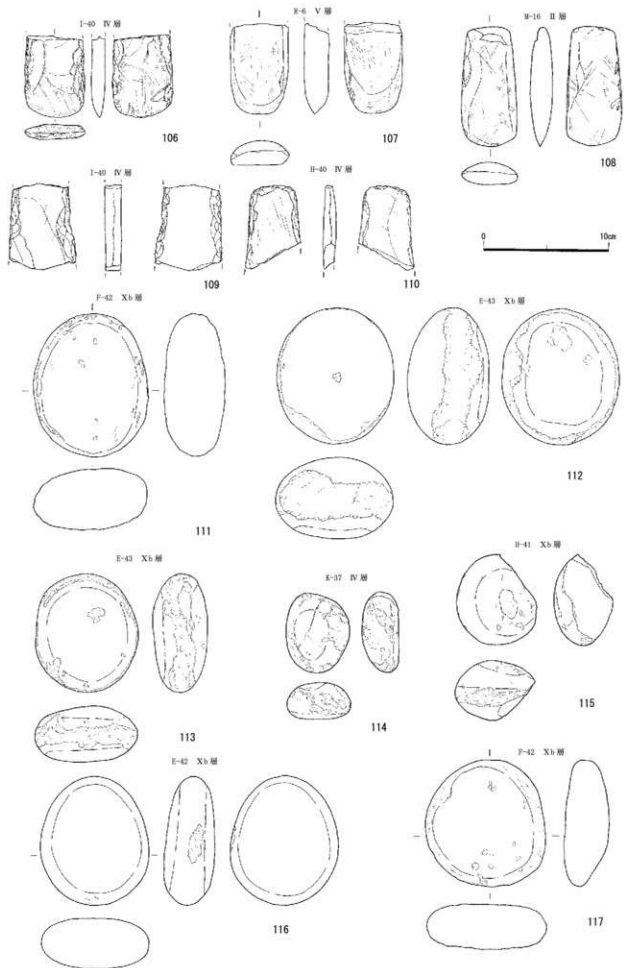 I-40 Ⅳ層
E-6 Ⅴ層
M-16 Ⅱ層
106
107
108
I-40 Ⅳ層
H-40 Ⅳ層
0 10cm
109
110
F-42 Ⅹb層
E-43 Ⅹb層
111
112
E-43 Ⅹb層
K-37 Ⅳ層
H-41 Ⅹb層
113
114
115
E-42 Ⅹb層
F-42 Ⅹb層
116
117